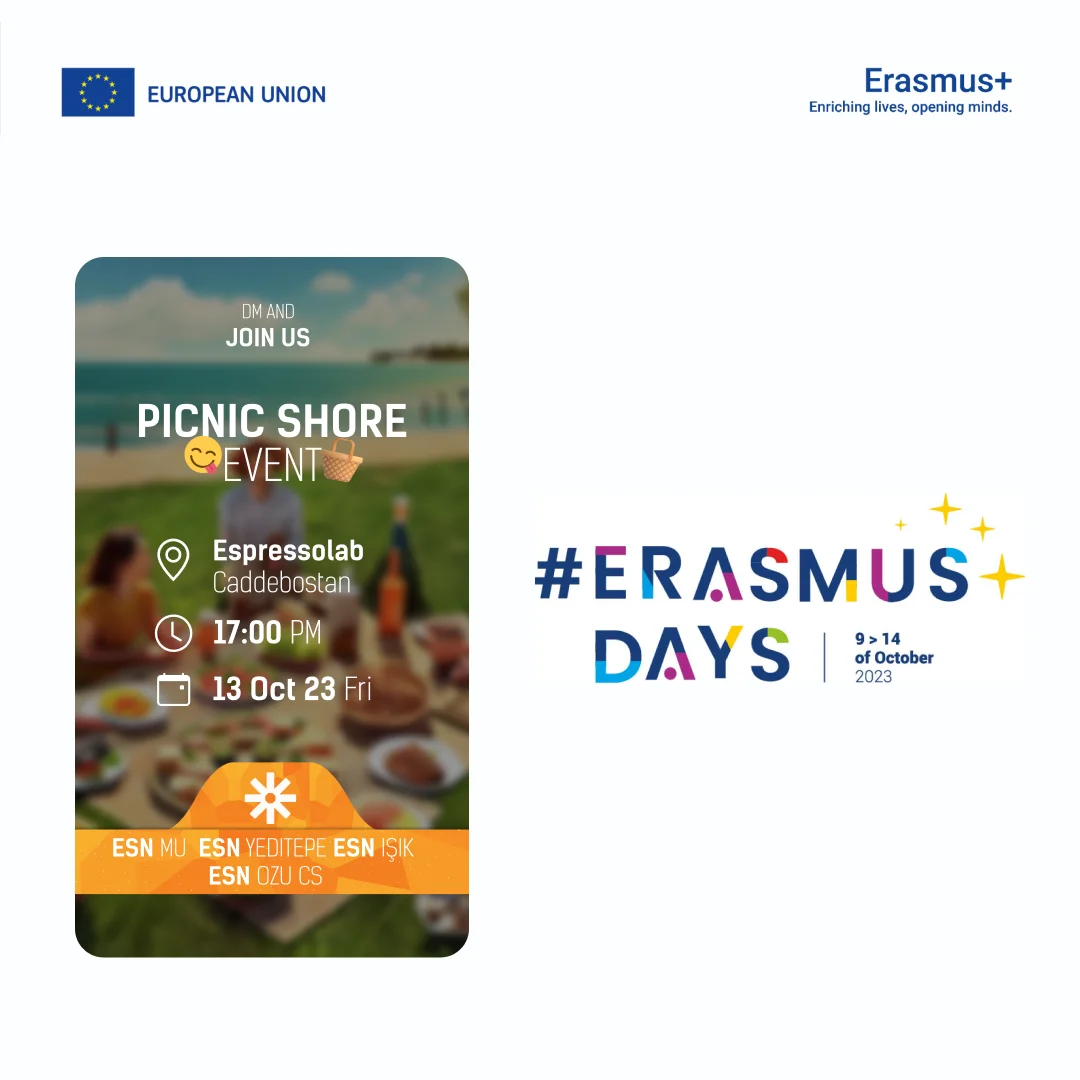 EUROPEAN UNION
Erasmus+
Enriching lives, opening minds.
DM AND
JOIN US
PICNIC SHORE
😋EVENT🧺
Espressolab
Caddebostan
17:00 PM
13 Oct 23 Fri
ESN MU ESN YEDITEPE ESN IŞIK
ESN OZU CS
#ERASMUS
DAYS
9 > 14
of October
2023